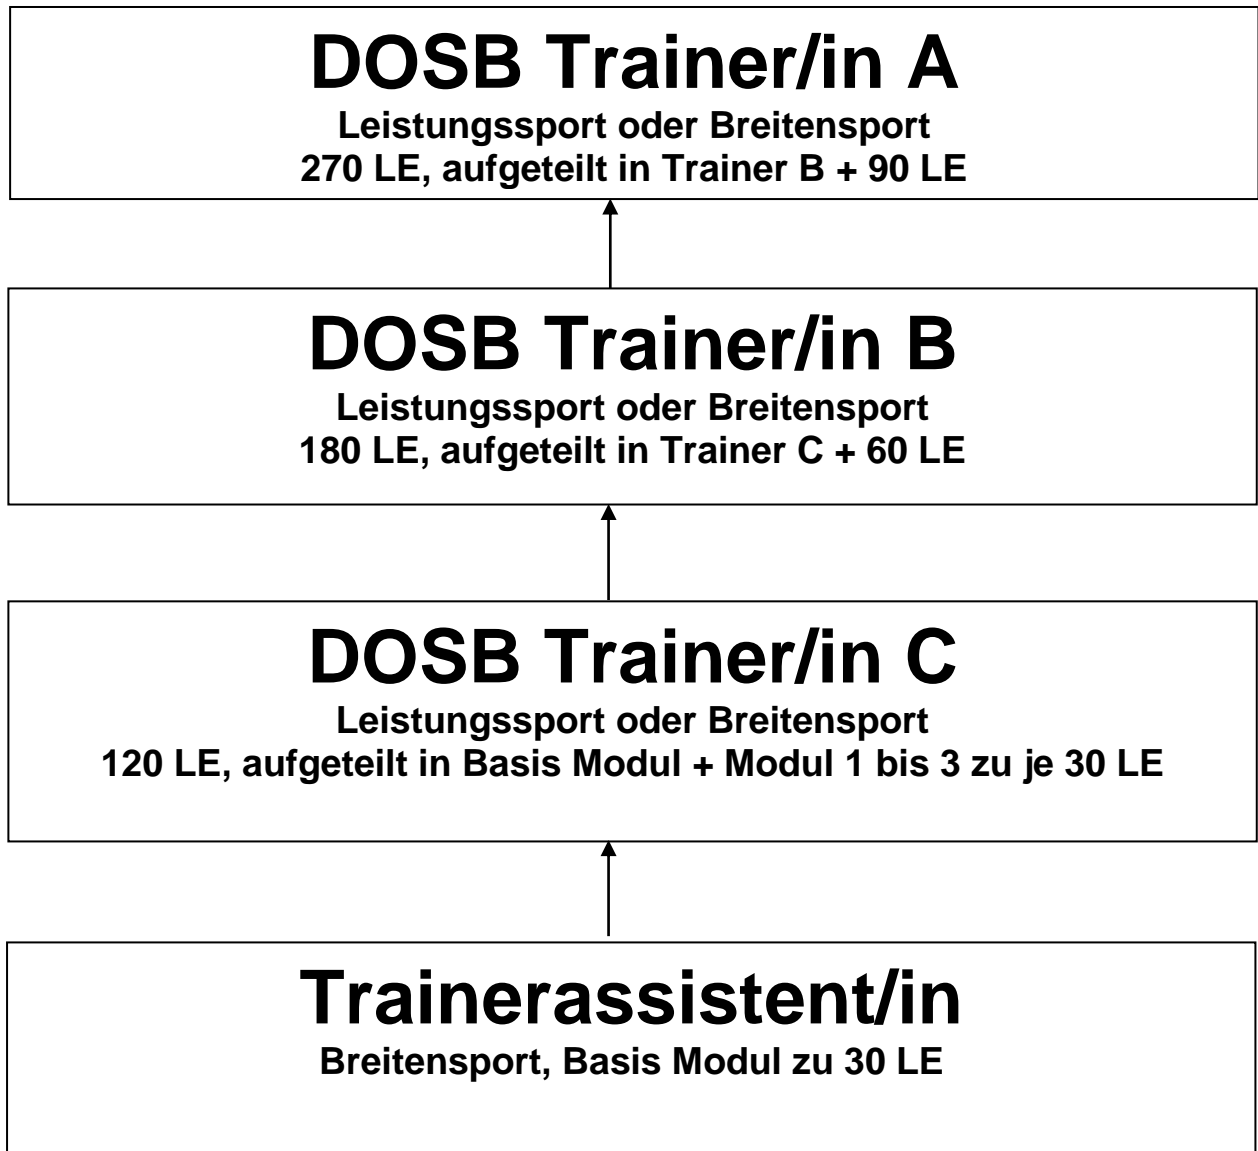 DOSB Trainer/in A
Leistungssport oder Breitensport
270 LE, aufgeteilt in Trainer B + 90 LE
DOSB Trainer/in B
Leistungssport oder Breitensport
180 LE, aufgeteilt in Trainer C + 60 LE
DOSB Trainer/in C
Leistungssport oder Breitensport
120 LE, aufgeteilt in Basis Modul + Modul 1 bis 3 zu je 30 LE
Trainerassistent/in
Breitensport, Basis Modul zu 30 LE